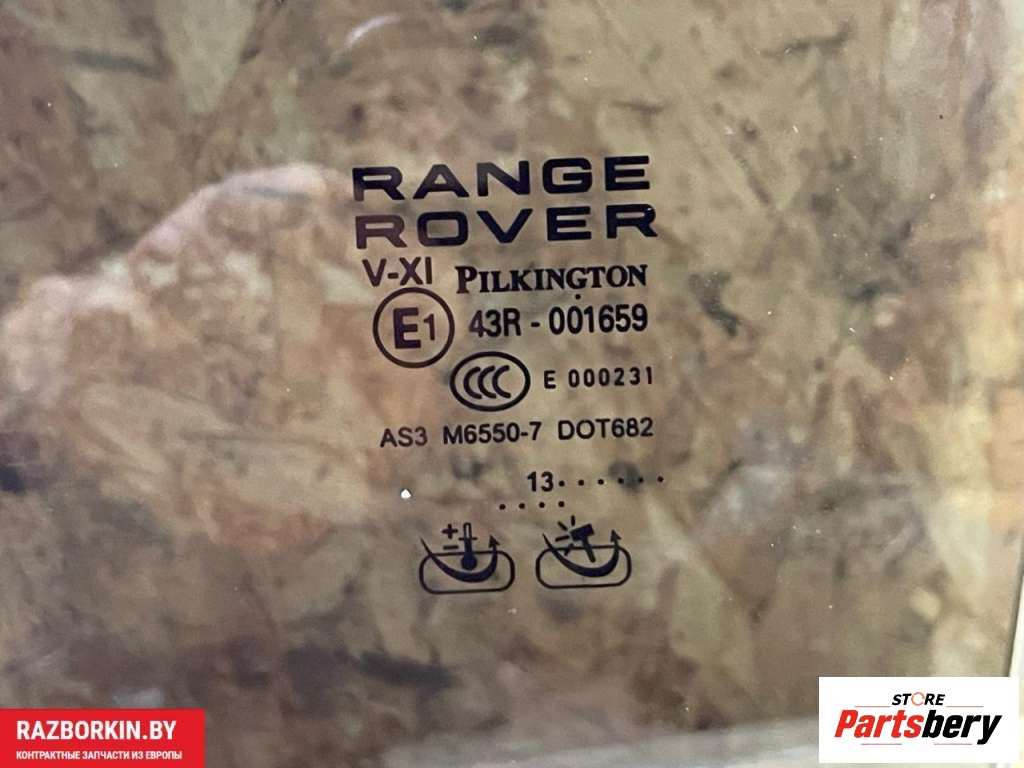 RANGE
ROVER
V-XI PILKINGTON
E1 43R - 001659
CCC E 000231
AS3 M6550-7 DOT682
13· · · · · ·
· · · ·
RAZBORKIN.BY
КОНТРАКТНЫЕ ЗАПЧАСТИ ИЗ ЕВРОПЫ
STORE
Partsbery